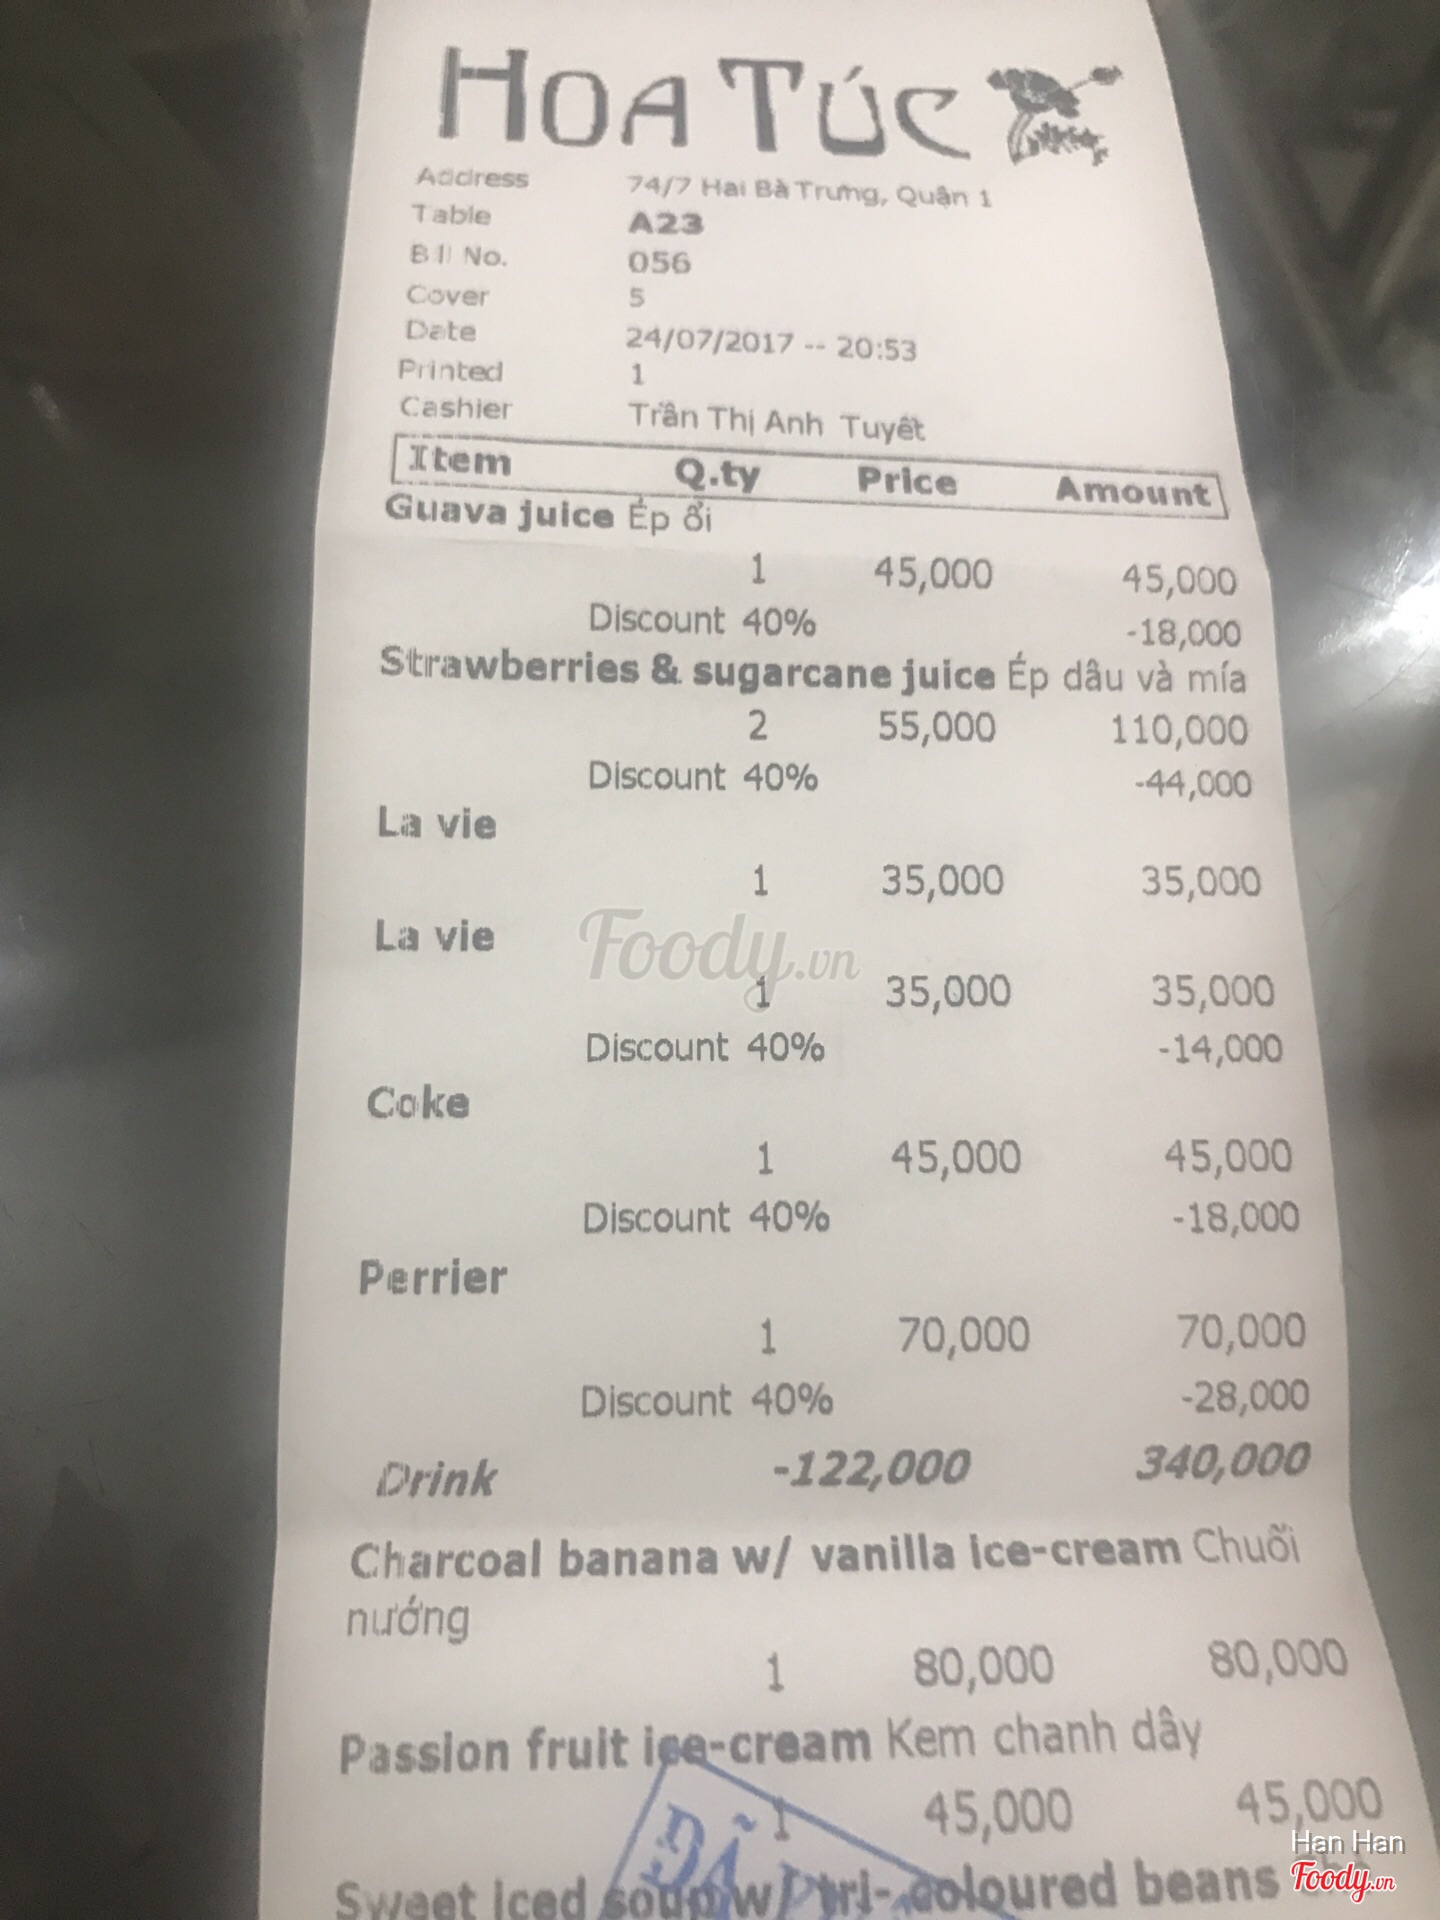 HOA TÚC
Address 74/7 Hai Bà Trưng, Quận 1
Table A23
Bill No. 056
Cover 5
Date 24/07/2017 -- 20:53
Printed 1
Cashier Trần Thị Anh Tuyết
Item Q.ty Price Amount
Guava juice Ép ổi
1 45,000 45,000
Discount 40% -18,000
Strawberries & sugarcane juice Ép dâu và mía
2 55,000 110,000
Discount 40% -44,000
La vie
1 35,000 35,000
La vie
Foody.vn
1 35,000 35,000
Discount 40% -14,000
Coke
1 45,000 45,000
Discount 40% -18,000
Perrier
1 70,000 70,000
Discount 40% -28,000
Drink -122,000 340,000
Charcoal banana w/ vanilla ice-cream Chuối
nướng
1 80,000 80,000
Passion fruit ice-cream Kem chanh dây
1 45,000 45,000
ĐÃ
Han Han
Sweet iced soup w/ tri- coloured beans
Foody.vn